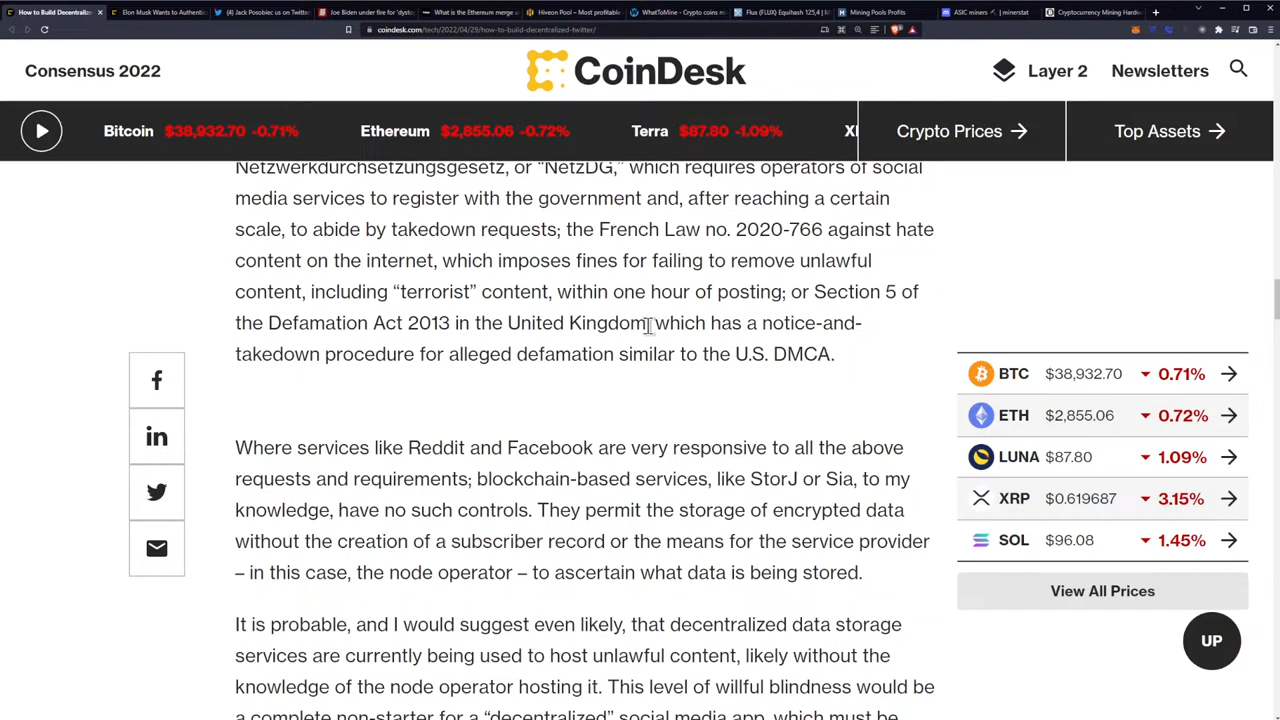 How to Build Decentraliz
Elon Musk Wants to Authentic
(4) Jack Posobiec us on Twitter
Joe Biden under fire for 'dysto
What is the Ethereum merge a
Hiveon Pool – Most profitable
WhatToMine - Crypto coins m
Flux (FLUX) Equihash 125,4 | M
Mining Pools Profits
ASIC miners ⛏ | minerstat
Cryptocurrency Mining Hardw
coindesk.com/tech/2022/04/29/how-to-build-decentralized-twitter/
Consensus 2022
CoinDesk
Layer 2
Newsletters
Bitcoin $38,932.70 -0.71%
Ethereum $2,855.06 -0.72%
Terra $87.80 -1.09%
XI
Crypto Prices →
Top Assets →
Netzwerkdurchsetzungsgesetz, or “NetzDG,” which requires operators of social
media services to register with the government and, after reaching a certain
scale, to abide by takedown requests; the French Law no. 2020-766 against hate
content on the internet, which imposes fines for failing to remove unlawful
content, including “terrorist” content, within one hour of posting; or Section 5 of
the Defamation Act 2013 in the United Kingdom which has a notice-and-
takedown procedure for alleged defamation similar to the U.S. DMCA.
Where services like Reddit and Facebook are very responsive to all the above
requests and requirements; blockchain-based services, like StorJ or Sia, to my
knowledge, have no such controls. They permit the storage of encrypted data
without the creation of a subscriber record or the means for the service provider
– in this case, the node operator – to ascertain what data is being stored.
It is probable, and I would suggest even likely, that decentralized data storage
services are currently being used to host unlawful content, likely without the
knowledge of the node operator hosting it. This level of willful blindness would be
a complete non-starter for a “decentralized” social media app, which must be
BTC $38,932.70 0.71% →
ETH $2,855.06 0.72% →
LUNA $87.80 1.09% →
XRP $0.619687 3.15% →
SOL $96.08 1.45% →
View All Prices
UP